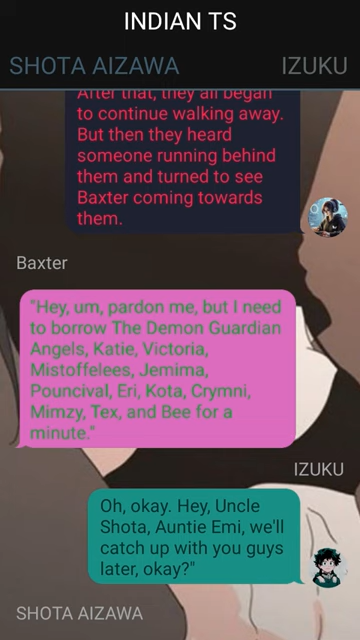 INDIAN TS
SHOTA AIZAWA IZUKU
After that, they all began
to continue walking away.
But then they heard
someone running behind
them and turned to see
Baxter coming towards
them.
Baxter
"Hey, um, pardon me, but I need
to borrow The Demon Guardian
Angels, Katie, Victoria,
Mistoffelees, Jemima,
Pouncival, Eri, Kota, Crymni,
Mimzy, Tex, and Bee for a
minute."
IZUKU
Oh, okay. Hey, Uncle
Shota, Auntie Emi, we'll
catch up with you guys
later, okay?"
SHOTA AIZAWA